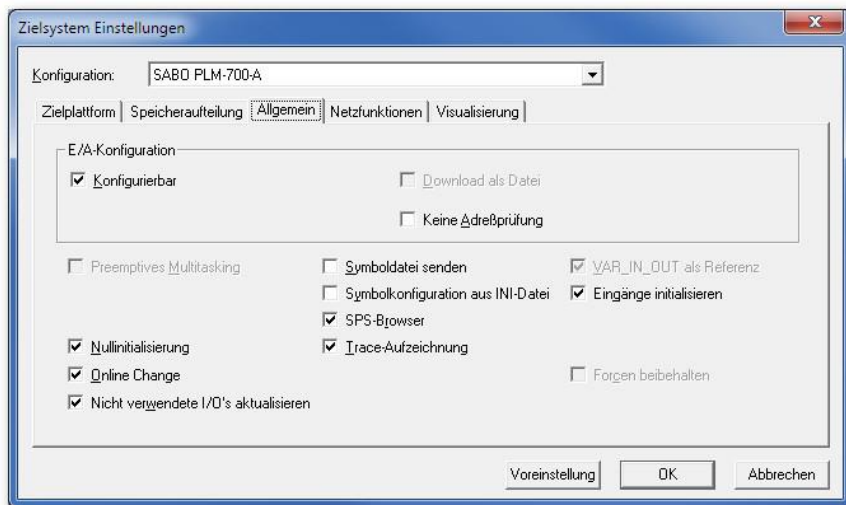 Zielsystem Einstellungen
Konfiguration: SABO PLM-700-A
Zielplattform Speicheraufteilung Allgemein Netzfunktionen Visualisierung
E/A-Konfiguration
Konfigurierbar Download als Datei
Keine Adreßprüfung
Preemptives Multitasking Symboldatei senden VAR_IN_OUT als Referenz
Symbolkonfiguration aus INI-Datei Eingänge initialisieren
SPS-Browser
Nullinitialisierung Trace-Aufzeichnung
Online Change Forcen beibehalten
Nicht verwendete I/O's aktualisieren
Voreinstellung OK Abbrechen